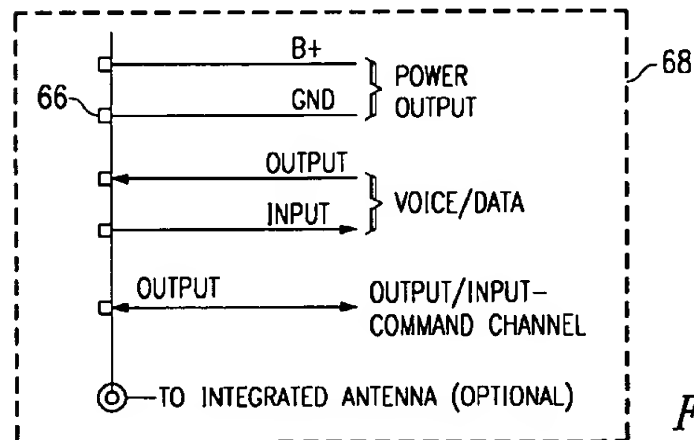 B+
68
66
POWER
GND
OUTPUT
OUTPUT
VOICE/DATA
INPUT
OUTPUT
OUTPUT/INPUT-
COMMAND CHANNEL
TO INTEGRATED ANTENNA (OPTIONAL)
F